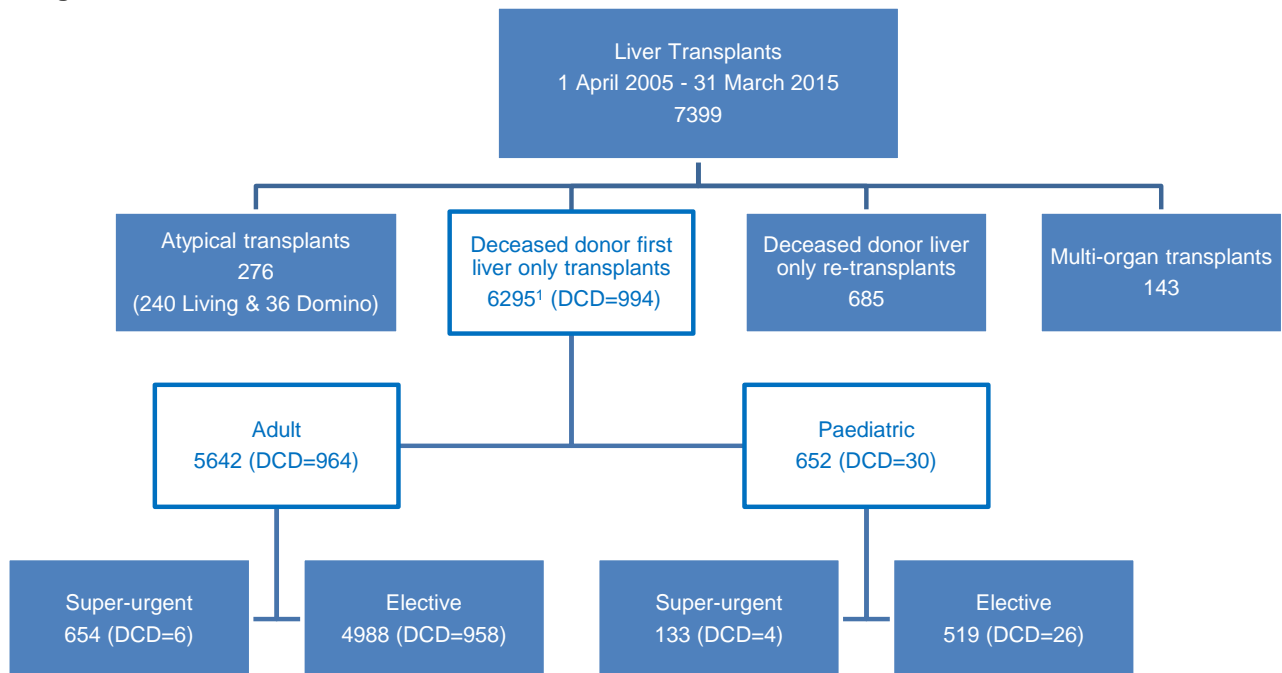 Liver Transplants
1 April 2005 - 31 March 2015
7399
Atypical transplants
276
(240 Living & 36 Domino)
Deceased donor first
liver only transplants
6295¹ (DCD=994)
Deceased donor liver
only re-transplants
685
Multi-organ transplants
143
Adult
5642 (DCD=964)
Paediatric
652 (DCD=30)
Super-urgent
654 (DCD=6)
Elective
4988 (DCD=958)
Super-urgent
133 (DCD=4)
Elective
519 (DCD=26)